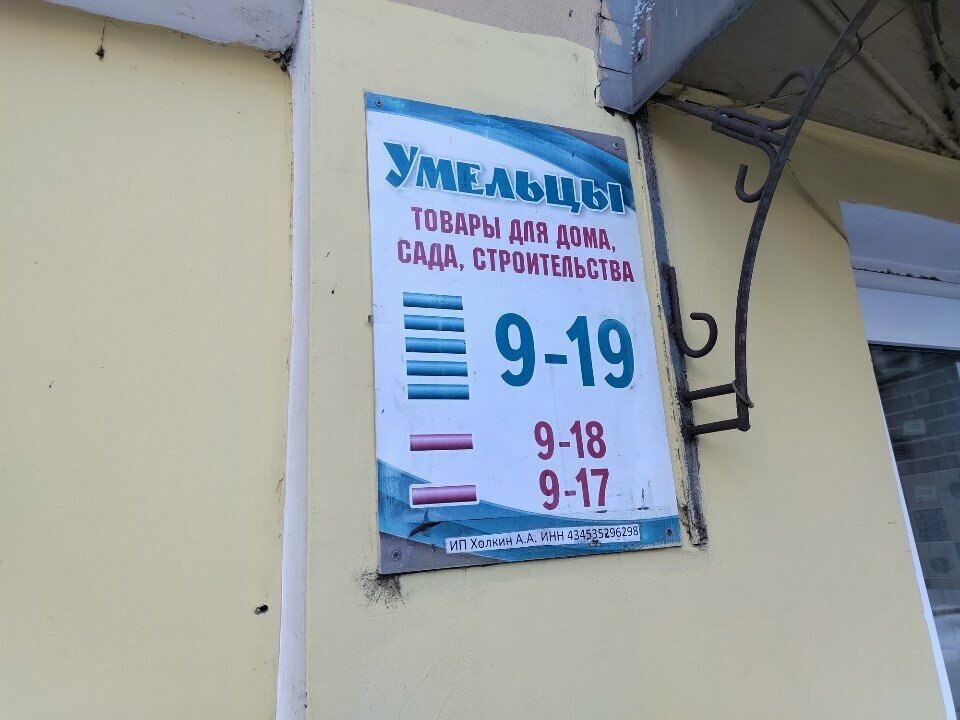 Умельцы
ТОВАРЫ ДЛЯ ДОМА,
САДА, СТРОИТЕЛЬСТВА
9-19
9-18
9-17
ИП Холкин А.А. ИНН 434535296298